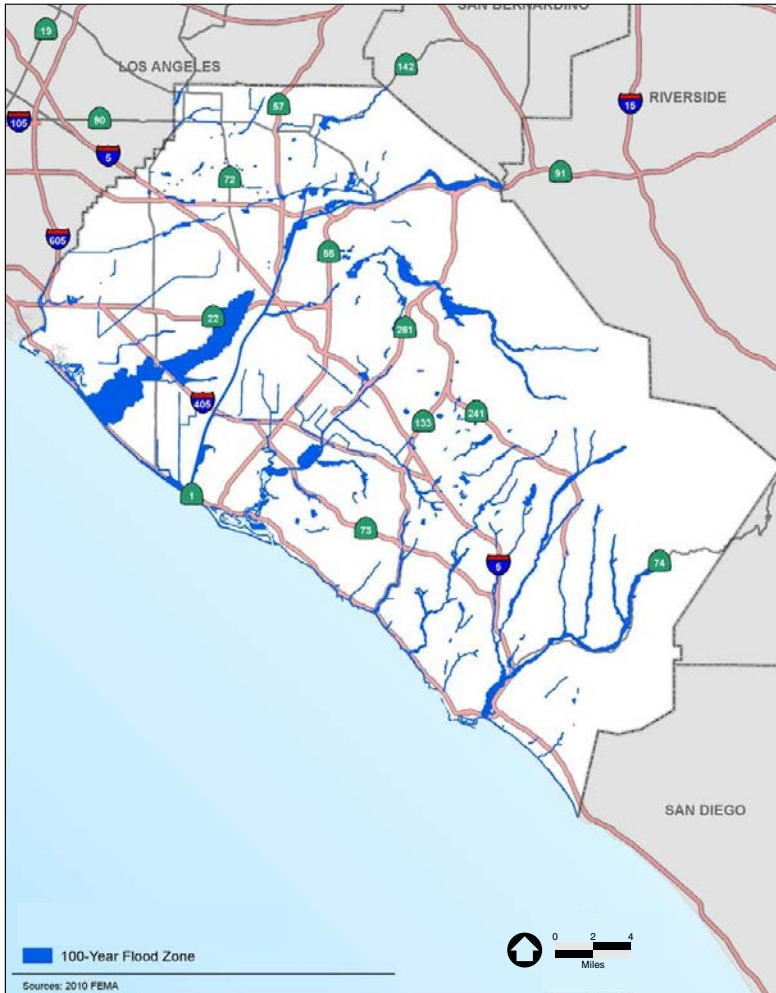 SAN BERNARDINO
19
LOS ANGELES
142
57
15
RIVERSIDE
105
90
5
72
91
605
55
22
261
405
133
241
1
73
5
74
SAN DIEGO
100-Year Flood Zone
0 2 4
Miles
Sources: 2010 FEMA